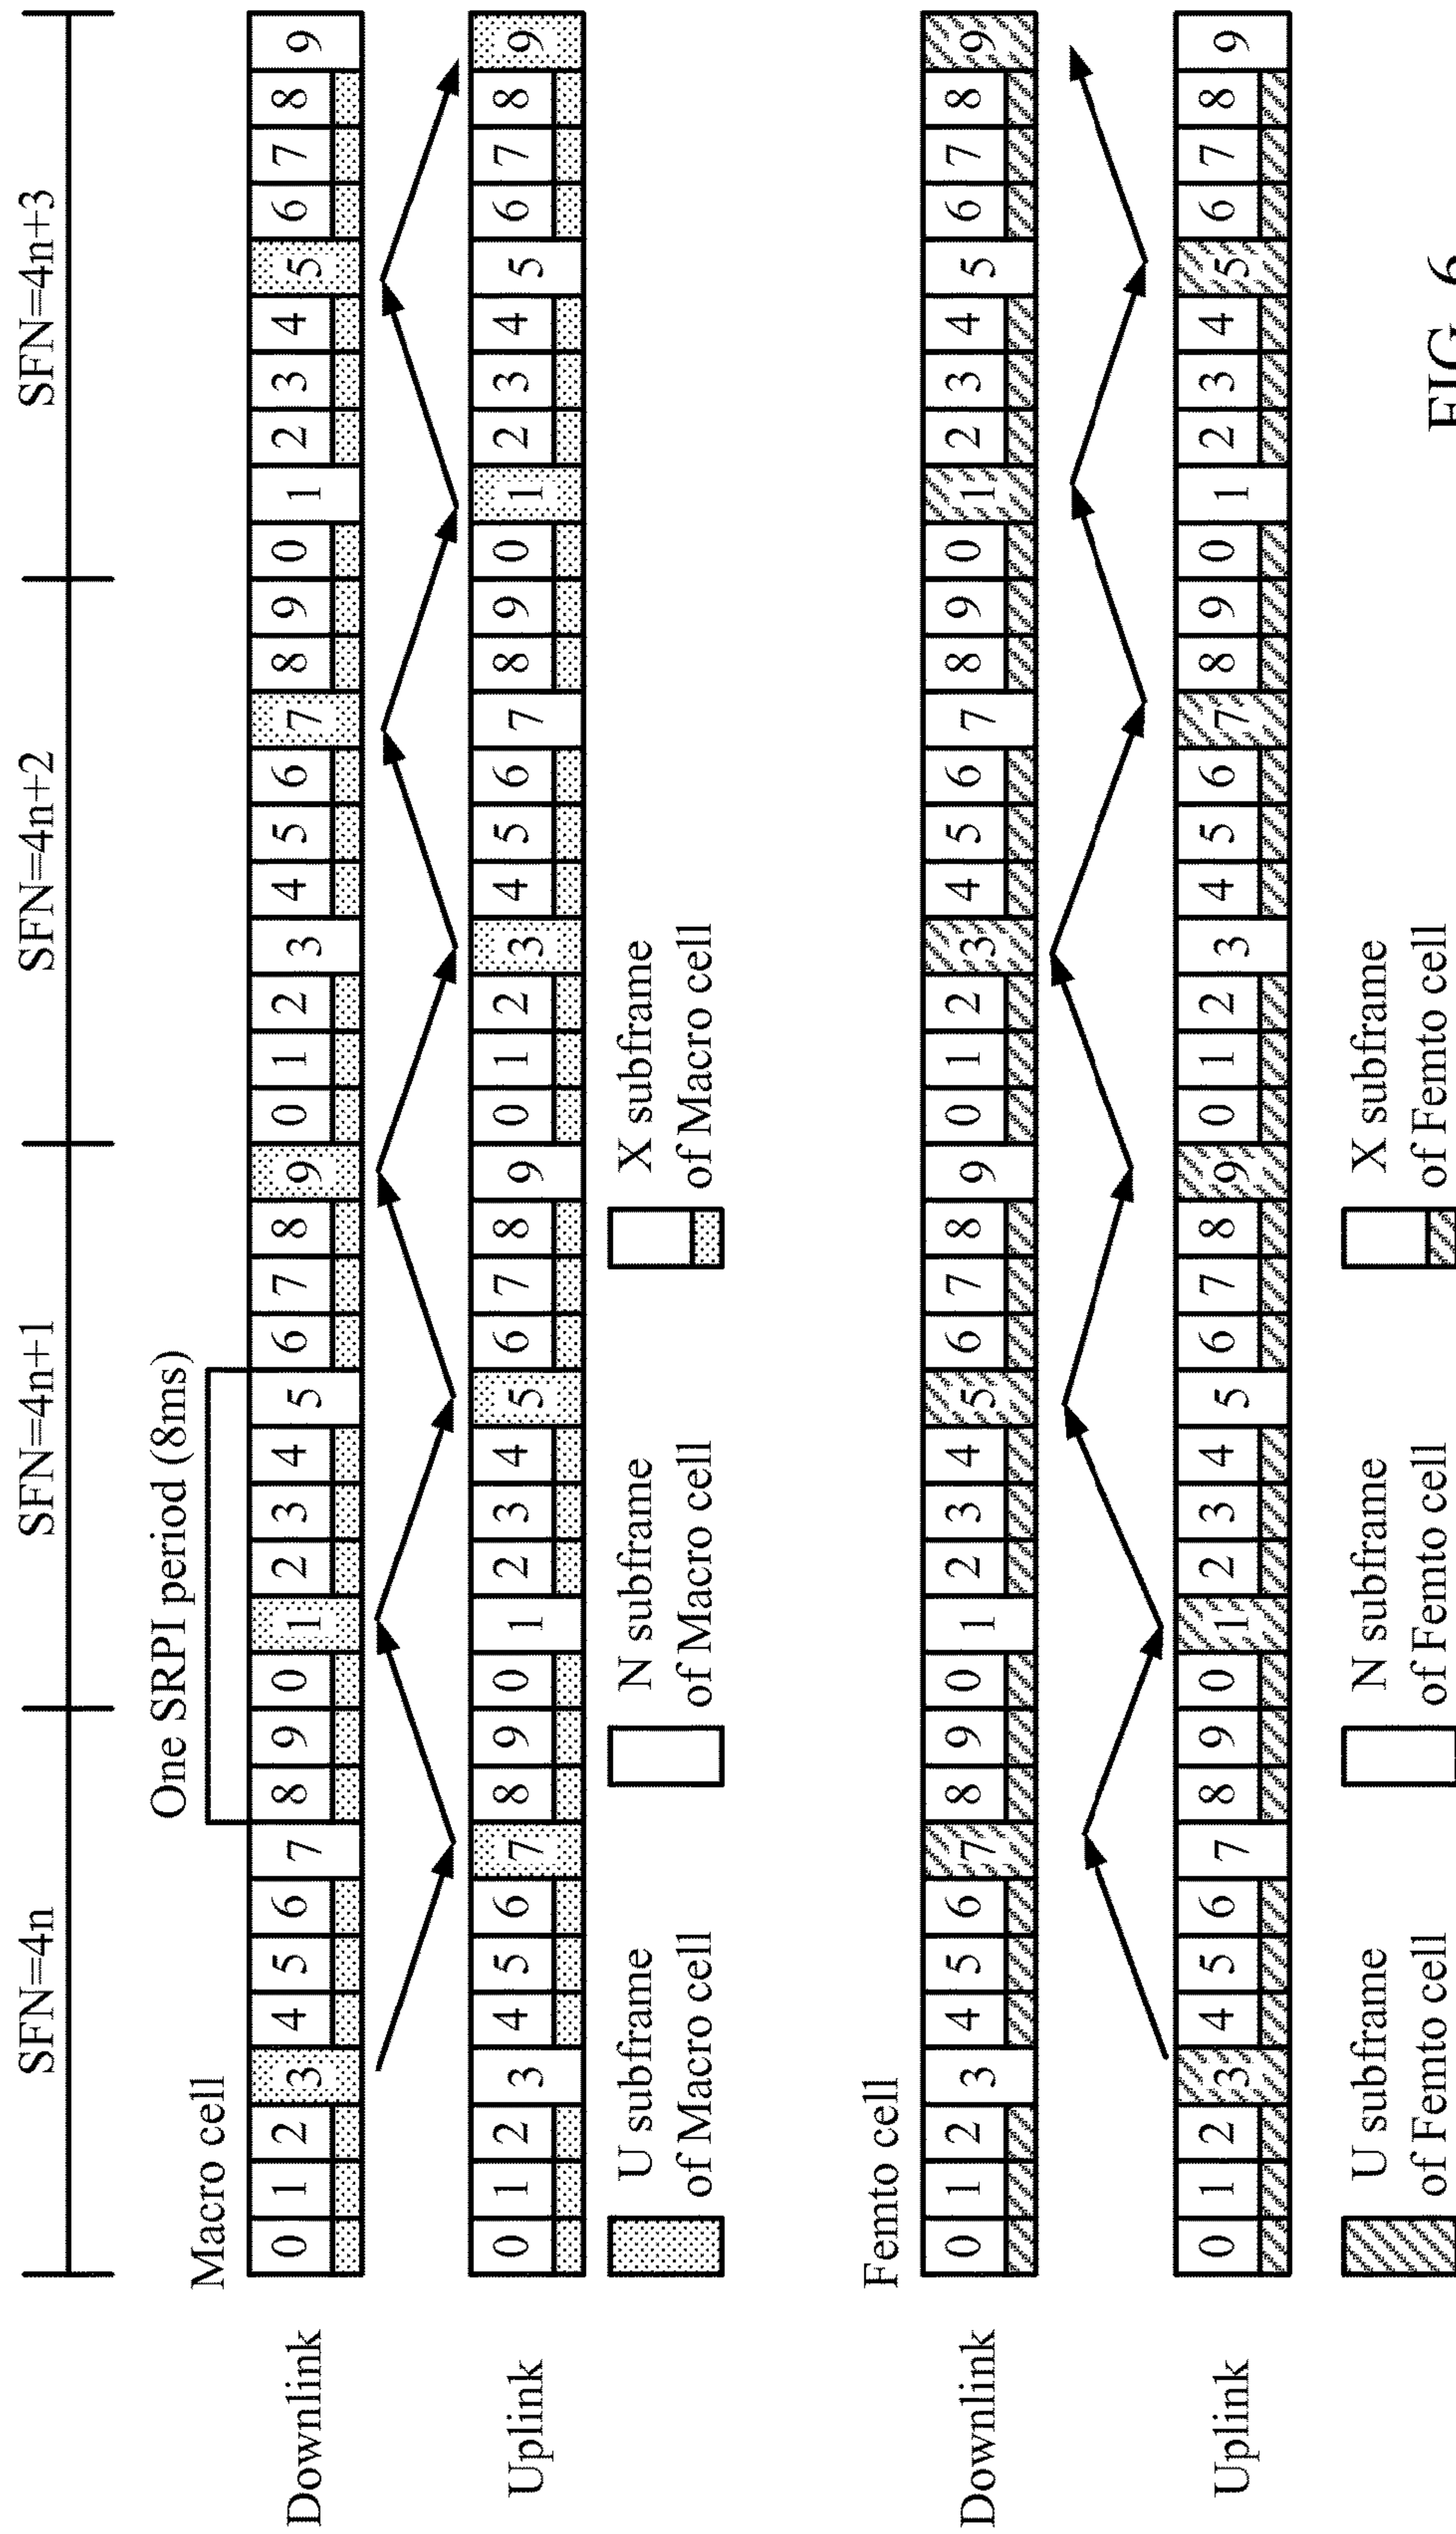 SFN=4n SFN=4n+1 SFN=4n+2 SFN=4n+3
One SRPI period (8ms)
Macro cell
Downlink 0 1 2 3 4 5 6 7 8 9 0 1 2 3 4 5 6 7 8 9 0 1 2 3 4 5 6 7 8 9 0 1 2 3 4 5 6 7 8 9
Uplink 0 1 2 3 4 5 6 7 8 9 0 1 2 3 4 5 6 7 8 9 0 1 2 3 4 5 6 7 8 9 0 1 2 3 4 5 6 7 8 9
U subframe
of Macro cell
N subframe
of Macro cell
X subframe
of Macro cell
Femto cell
Downlink 0 1 2 3 4 5 6 7 8 9 0 1 2 3 4 5 6 7 8 9 0 1 2 3 4 5 6 7 8 9 0 1 2 3 4 5 6 7 8 9
Uplink 0 1 2 3 4 5 6 7 8 9 0 1 2 3 4 5 6 7 8 9 0 1 2 3 4 5 6 7 8 9 0 1 2 3 4 5 6 7 8 9
U subframe
of Femto cell
N subframe
of Femto cell
X subframe
of Femto cell
FIG. 6